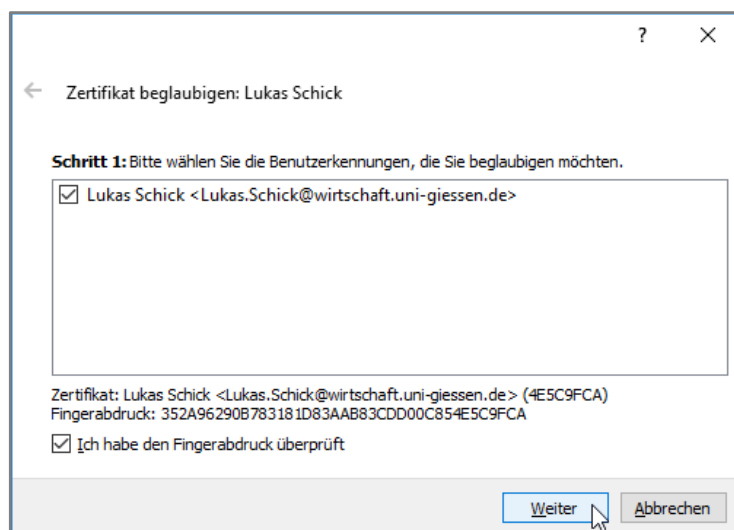 Zertifikat beglaubigen: Lukas Schick
Schritt 1: Bitte wählen Sie die Benutzerkennungen, die Sie beglaubigen möchten.
Lukas Schick <Lukas.Schick@wirtschaft.uni-giessen.de>
Zertifikat: Lukas Schick <Lukas.Schick@wirtschaft.uni-giessen.de> (4E5C9FCA)
Fingerabdruck: 352A96290B783181D83AAB83CDD00C854E5C9FCA
Ich habe den Fingerabdruck überprüft
Weiter Abbrechen